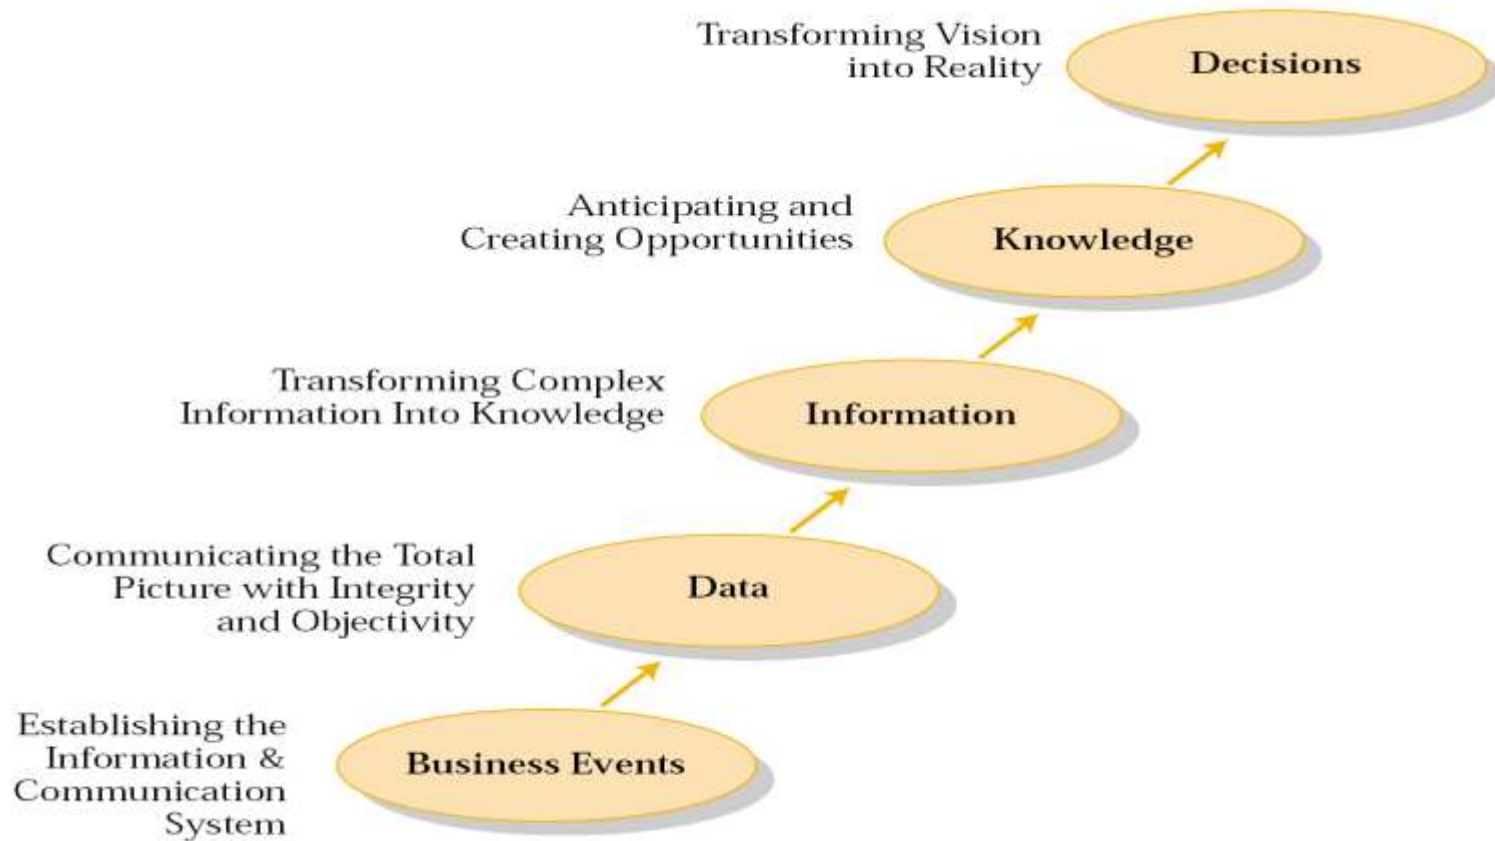 Transforming Vision
into Reality
Decisions
Anticipating and
Creating Opportunities
Knowledge
Transforming Complex
Information Into Knowledge
Information
Communicating the Total
Picture with Integrity
and Objectivity
Data
Establishing the
Information &
Communication
System
Business Events